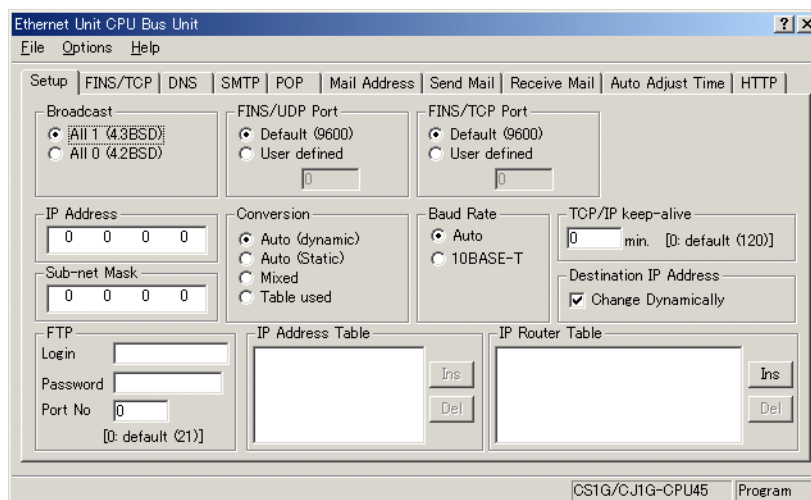 Ethernet Unit CPU Bus Unit
File Options Help
Setup FINS/TCP DNS SMTP POP Mail Address Send Mail Receive Mail Auto Adjust Time HTTP
Broadcast
All 1 (4.3BSD)
All 0 (4.2BSD)
FINS/UDP Port
Default (9600)
User defined
0
FINS/TCP Port
Default (9600)
User defined
0
IP Address
0 0 0 0
Sub-net Mask
0 0 0 0
Conversion
Auto (dynamic)
Auto (Static)
Mixed
Table used
Baud Rate
Auto
10BASE-T
TCP/IP keep-alive
0 min. [0: default (120)]
Destination IP Address
Change Dynamically
FTP
Login
Password
Port No 0
[0: default (21)]
IP Address Table
Ins
Del
IP Router Table
Ins
Del
CS1G/CJ1G-CPU45 Program